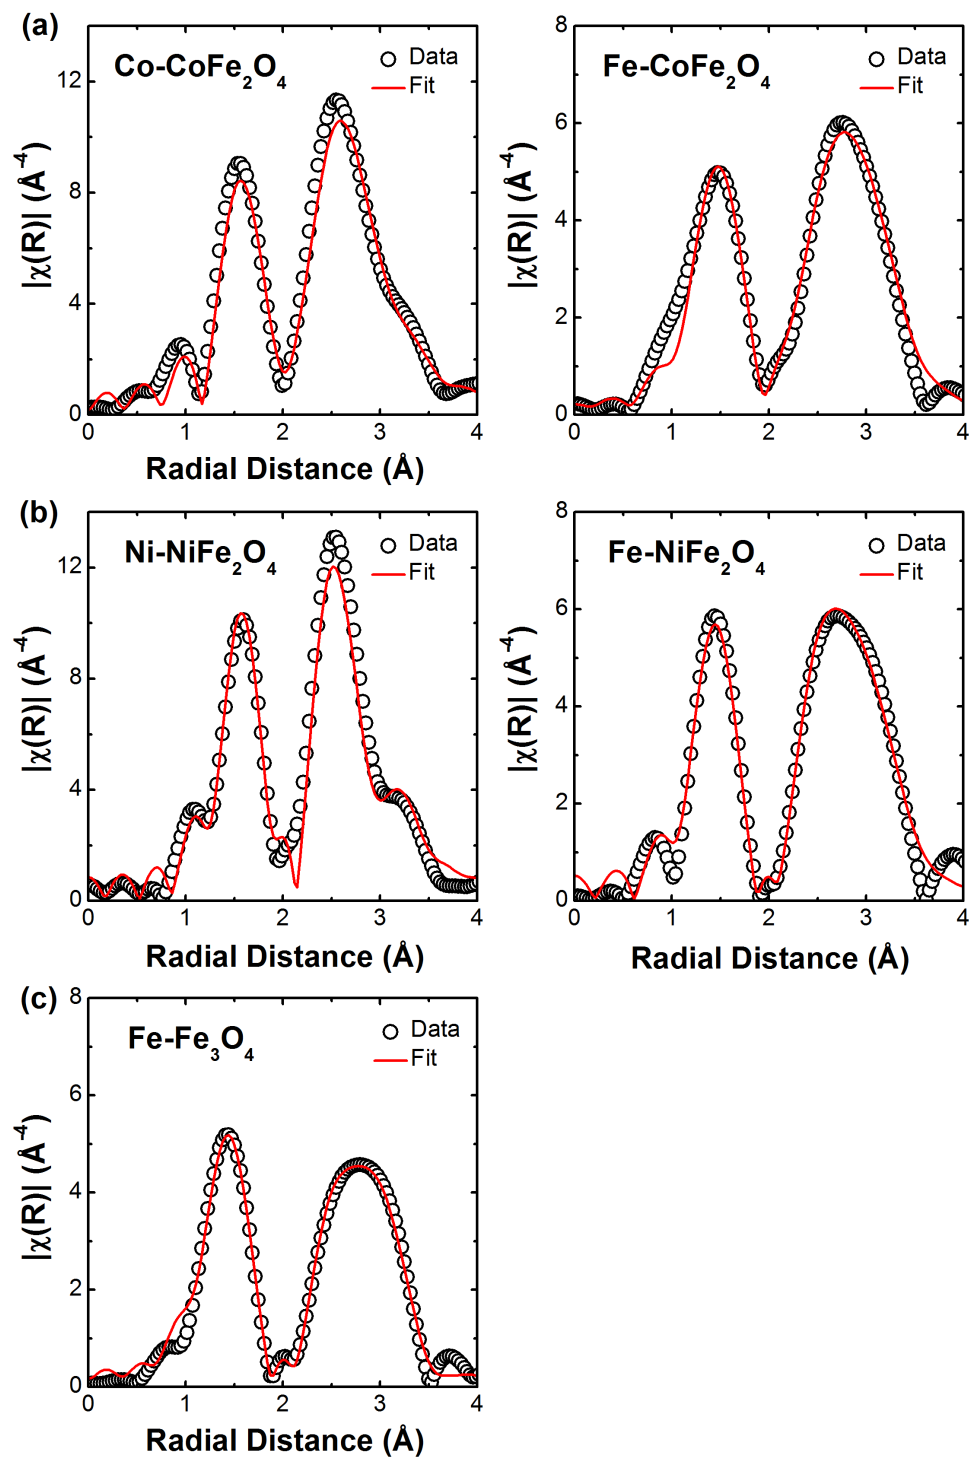 (a)
Co-CoFe2O4
Data
Fit
|χ(R)| (Å-4)
12
8
4
0
0 1 2 3 4
Radial Distance (Å)
Fe-CoFe2O4
Data
Fit
|χ(R)| (Å-4)
8
6
4
2
0
0 1 2 3 4
(b)
Ni-NiFe2O4
Data
Fit
|χ(R)| (Å-4)
12
8
4
0
0 1 2 3 4
Radial Distance (Å)
Fe-NiFe2O4
Data
Fit
|χ(R)| (Å-4)
8
6
4
2
0
0 1 2 3 4
Radial Distance (Å)
(c)
Fe-Fe3O4
Data
Fit
|χ(R)| (Å-4)
8
6
4
2
0
0 1 2 3 4
Radial Distance (Å)